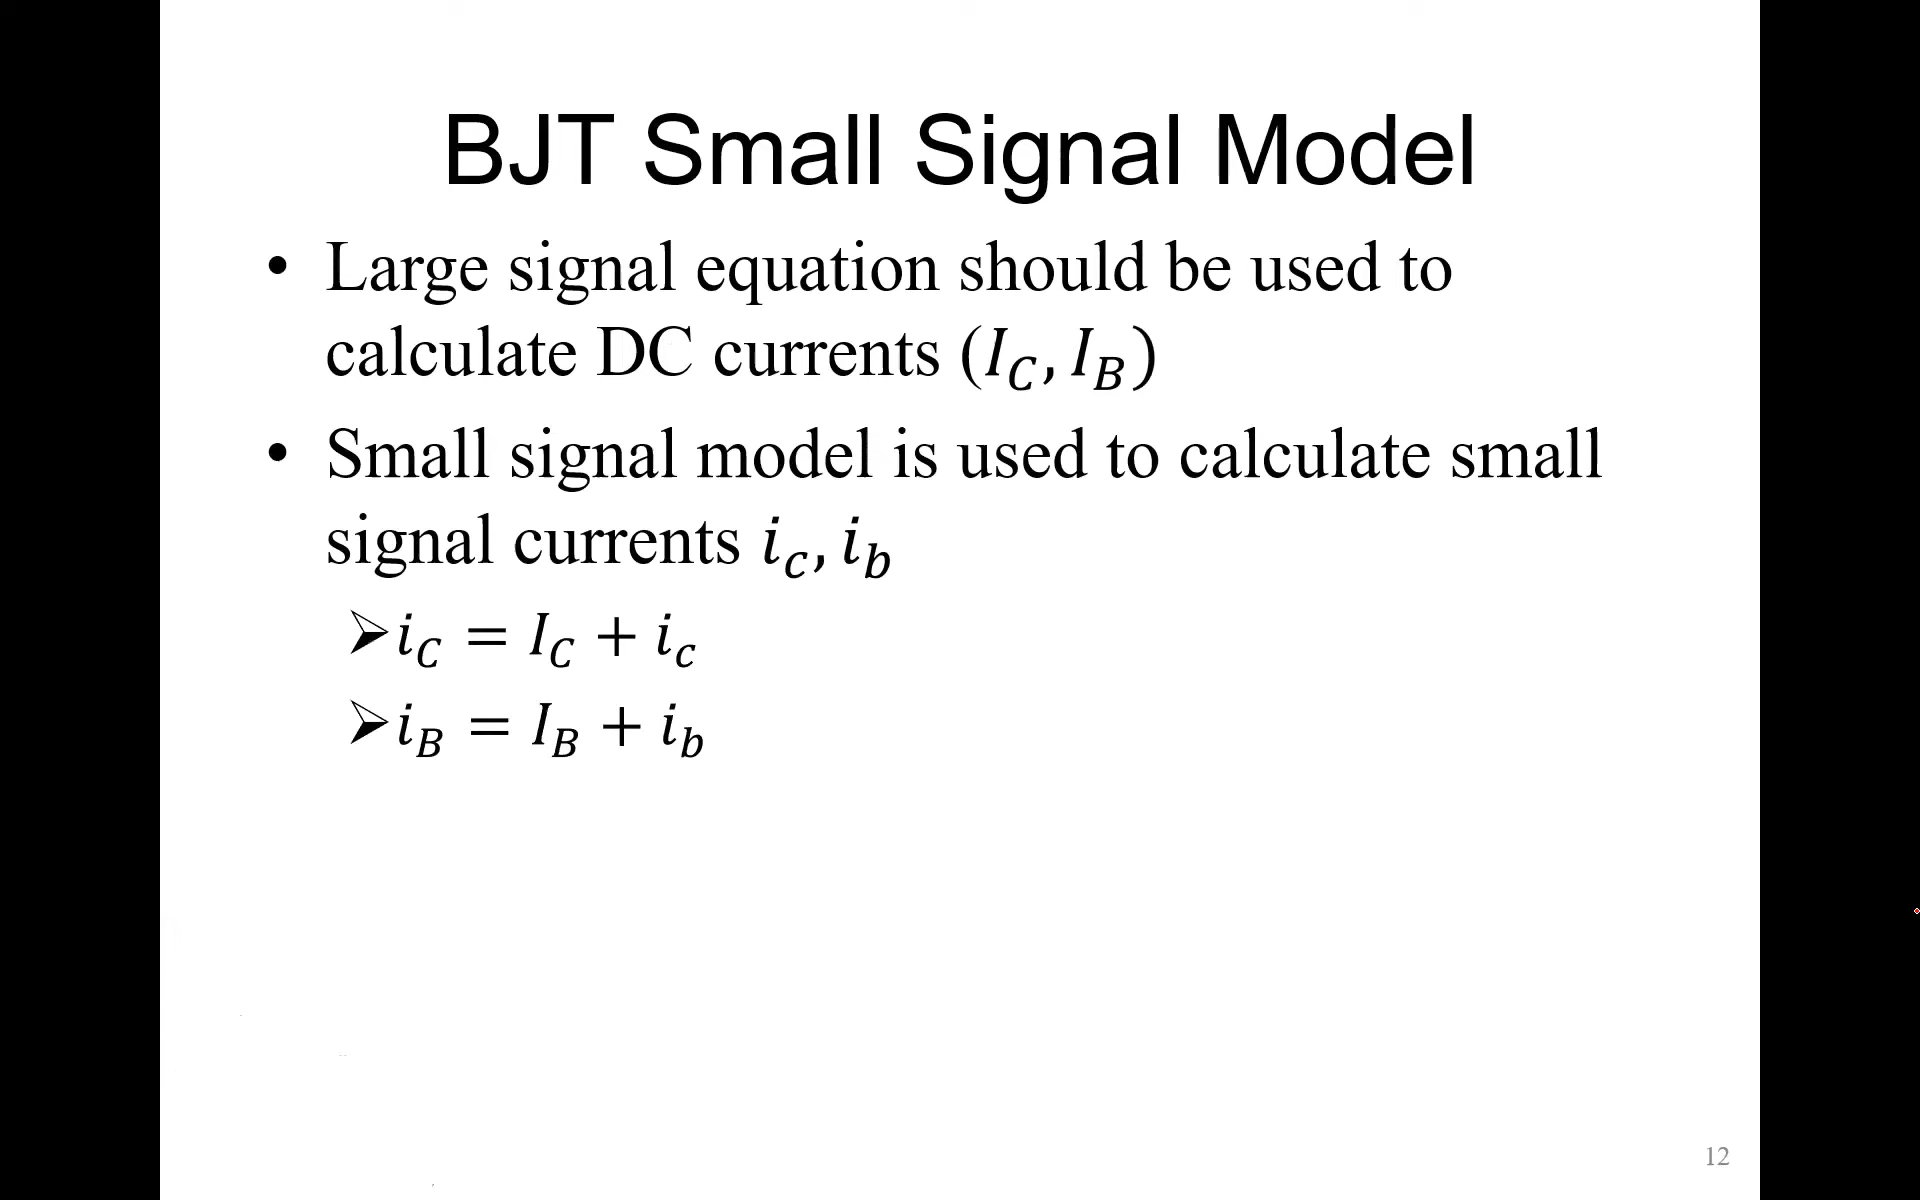 BJT Small Signal Model
• Large signal equation should be used to
calculate DC currents (I_C, I_B)
• Small signal model is used to calculate small
signal currents i_c, i_b
➢ i_C = I_C + i_c
➢ i_B = I_B + i_b
12